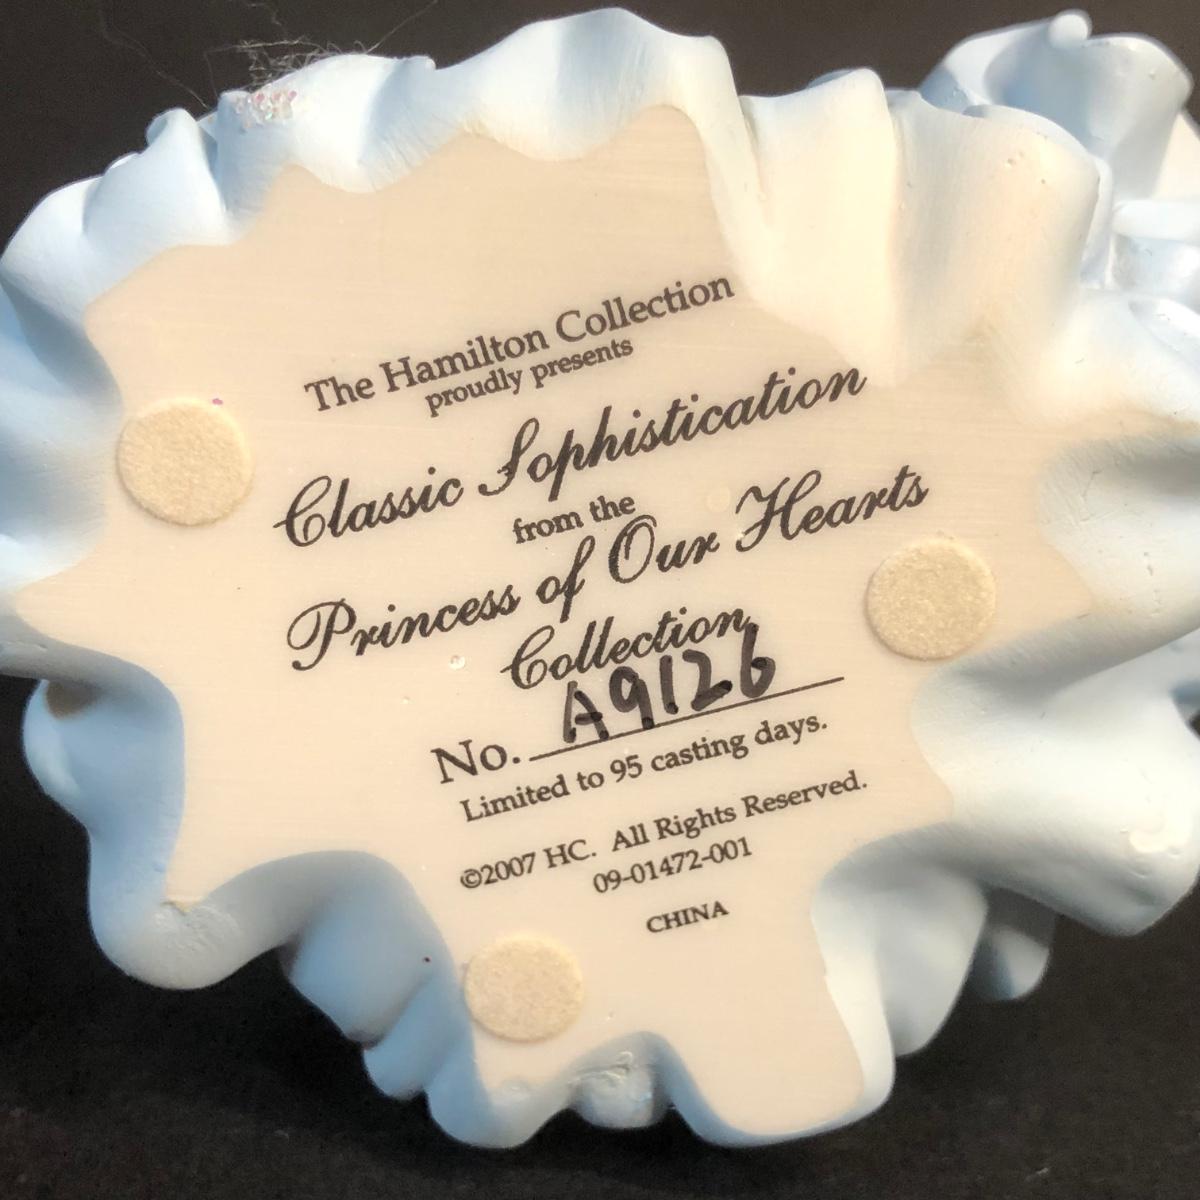 The Hamilton Collection
proudly presents
Classic Sophistication
from the
Princess of Our Hearts
Collection
No. A9126
Limited to 95 casting days.
©2007 HC. All Rights Reserved.
09-01472-001
CHINA